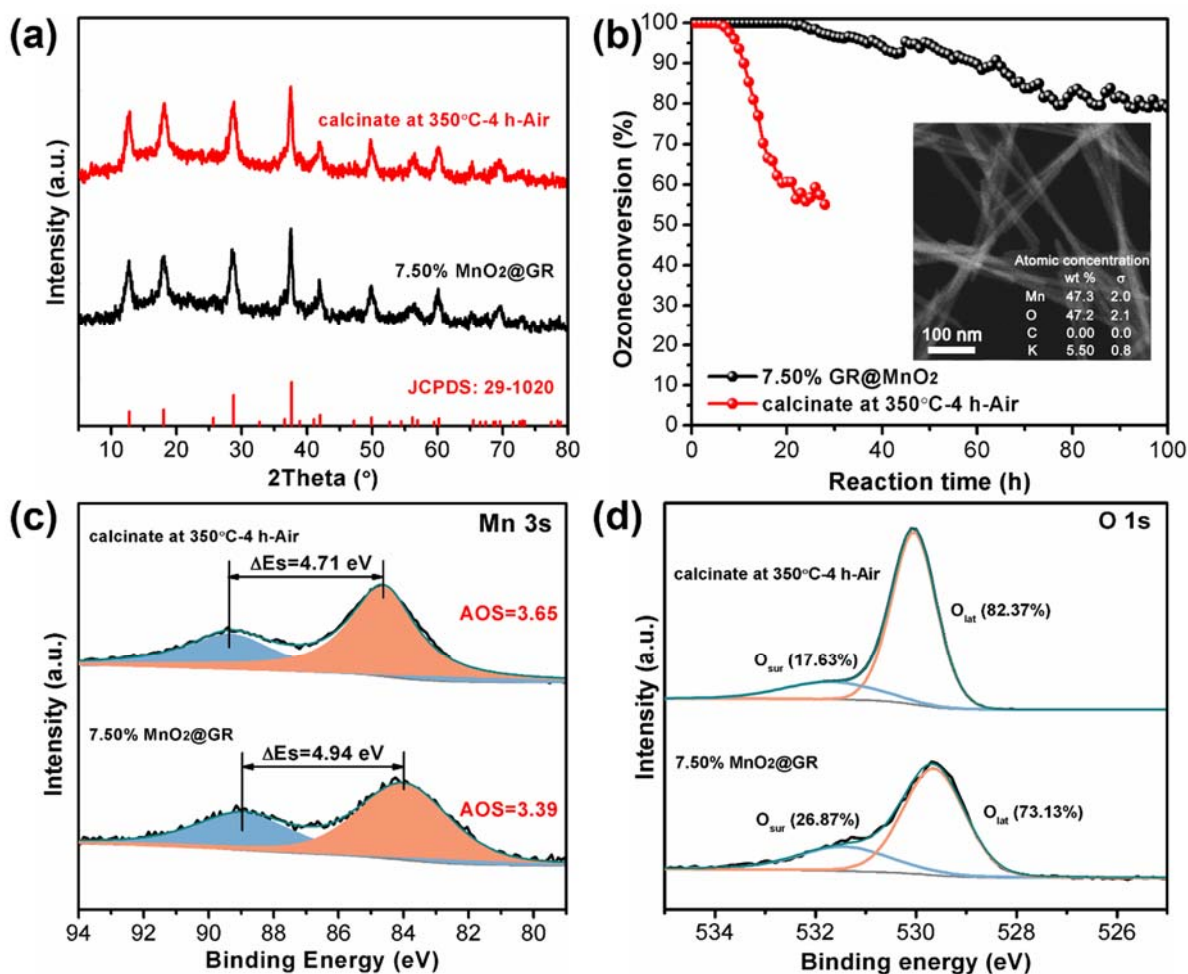 (a)
Intensity (a.u.)
calcinate at 350°C-4 h-Air
7.50% MnO2@GR
JCPDS: 29-1020
10 20 30 40 50 60 70 80
2Theta (°)
(b)
Ozoneconversion (%)
100
90
80
70
60
50
40
30
20
10
0
Atomic concentration
wt % σ
Mn 47.3 2.0
O 47.2 2.1
C 0.00 0.0
K 5.50 0.8
100 nm
7.50% GR@MnO2
calcinate at 350°C-4 h-Air
0 20 40 60 80 100
Reaction time (h)
(c)
Mn 3s
Intensity (a.u.)
calcinate at 350°C-4 h-Air
ΔEs=4.71 eV
AOS=3.65
7.50% MnO2@GR
ΔEs=4.94 eV
AOS=3.39
94 92 90 88 86 84 82 80
Binding Energy (eV)
(d)
O 1s
Intensity (a.u.)
calcinate at 350°C-4 h-Air
Olat (82.37%)
Osur (17.63%)
7.50% MnO2@GR
Osur (26.87%)
Olat (73.13%)
534 532 530 528 526
Binding energy (eV)